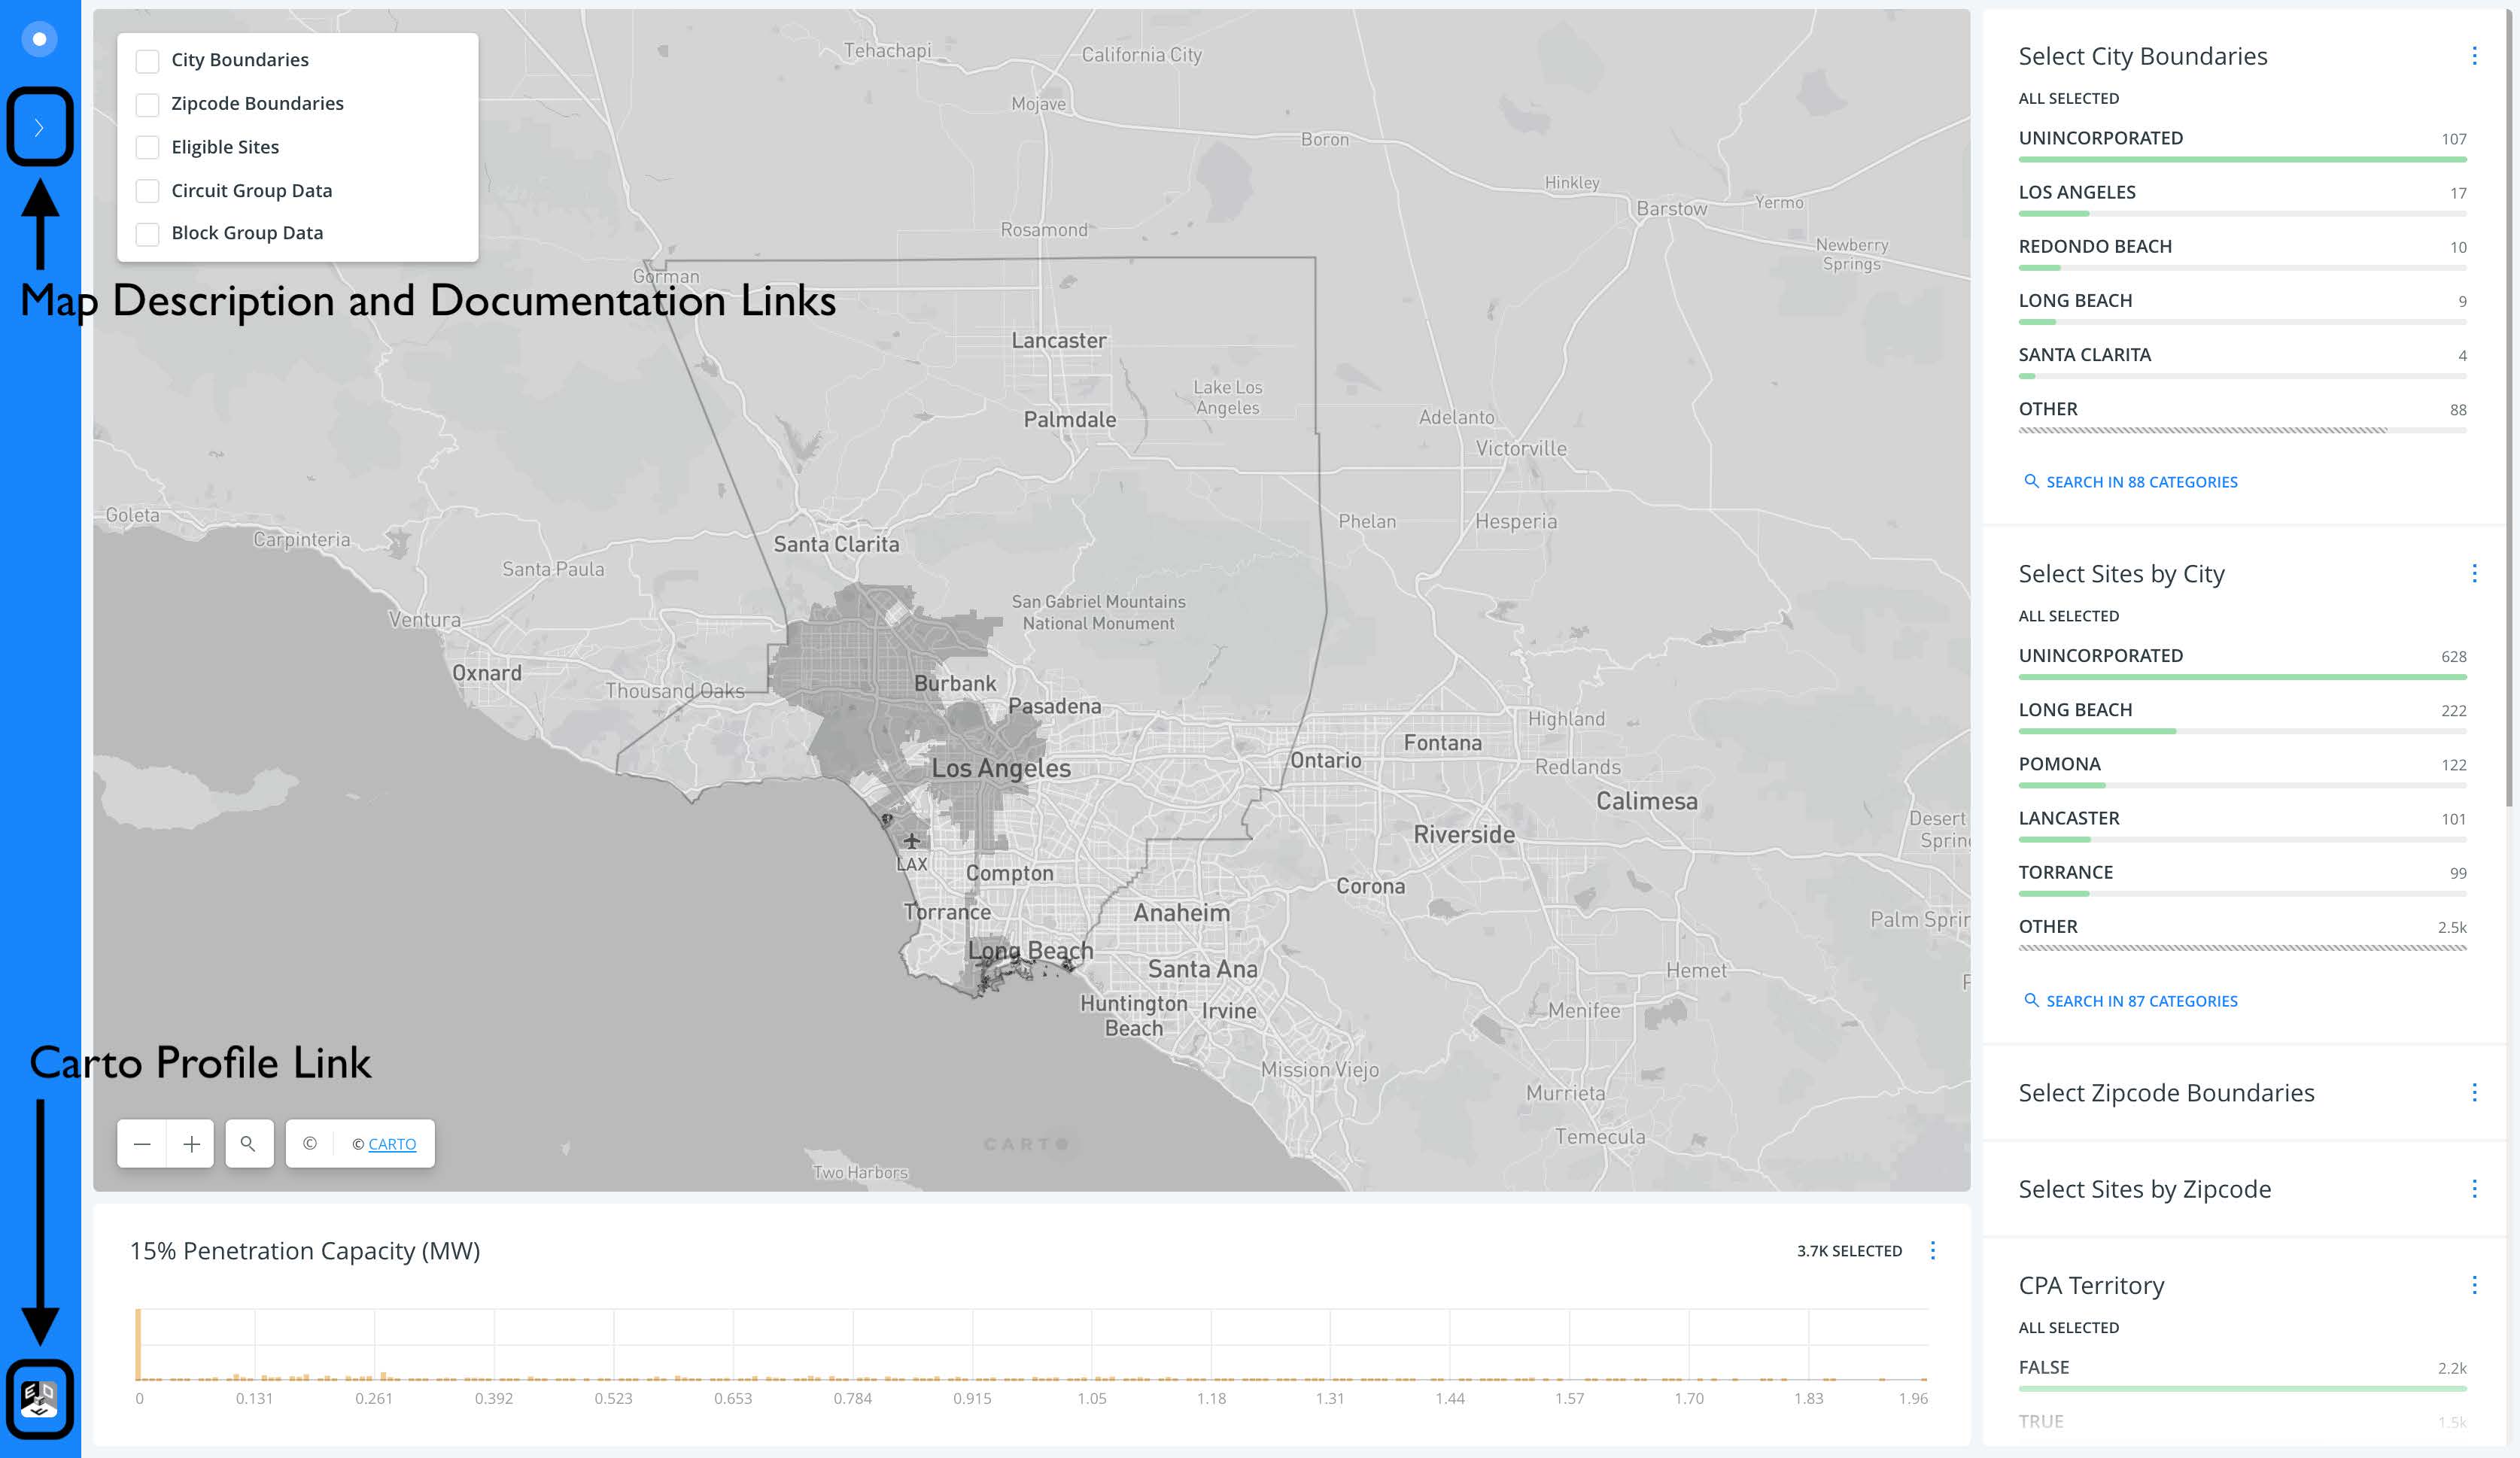 City Boundaries
Zipcode Boundaries
Eligible Sites
Circuit Group Data
Block Group Data
Map Description and Documentation Links
Carto Profile Link
Tehachapi
California City
Mojave
Boron
Hinkley
Barstow
Yermo
Newberry
Springs
Rosamond
Gorman
Lancaster
Lake Los
Angeles
Palmdale
Adelanto
Victorville
Phelan
Hesperia
Goleta
Carpinteria
Santa Clarita
Santa Paula
San Gabriel Mountains
National Monument
Ventura
Oxnard
Thousand Oaks
Burbank
Pasadena
Highland
Fontana
Ontario
Los Angeles
Redlands
Calimesa
Desert
Spring
Riverside
LAX
Compton
Corona
Torrance
Anaheim
Palm Sprin
Long Beach
Santa Ana
Hemet
Huntington
Beach
Irvine
Menifee
Mission Viejo
Murrieta
Temecula
Two Harbors
CARTO
© © CARTO
15% Penetration Capacity (MW)
3.7K SELECTED
0 0.131 0.261 0.392 0.523 0.653 0.784 0.915 1.05 1.18 1.31 1.44 1.57 1.70 1.83 1.96
Select City Boundaries
ALL SELECTED
UNINCORPORATED 107
LOS ANGELES 17
REDONDO BEACH 10
LONG BEACH 9
SANTA CLARITA 4
OTHER 88
SEARCH IN 88 CATEGORIES
Select Sites by City
ALL SELECTED
UNINCORPORATED 628
LONG BEACH 222
POMONA 122
LANCASTER 101
TORRANCE 99
OTHER 2.5k
SEARCH IN 87 CATEGORIES
Select Zipcode Boundaries
Select Sites by Zipcode
CPA Territory
ALL SELECTED
FALSE 2.2k
TRUE 1.5k